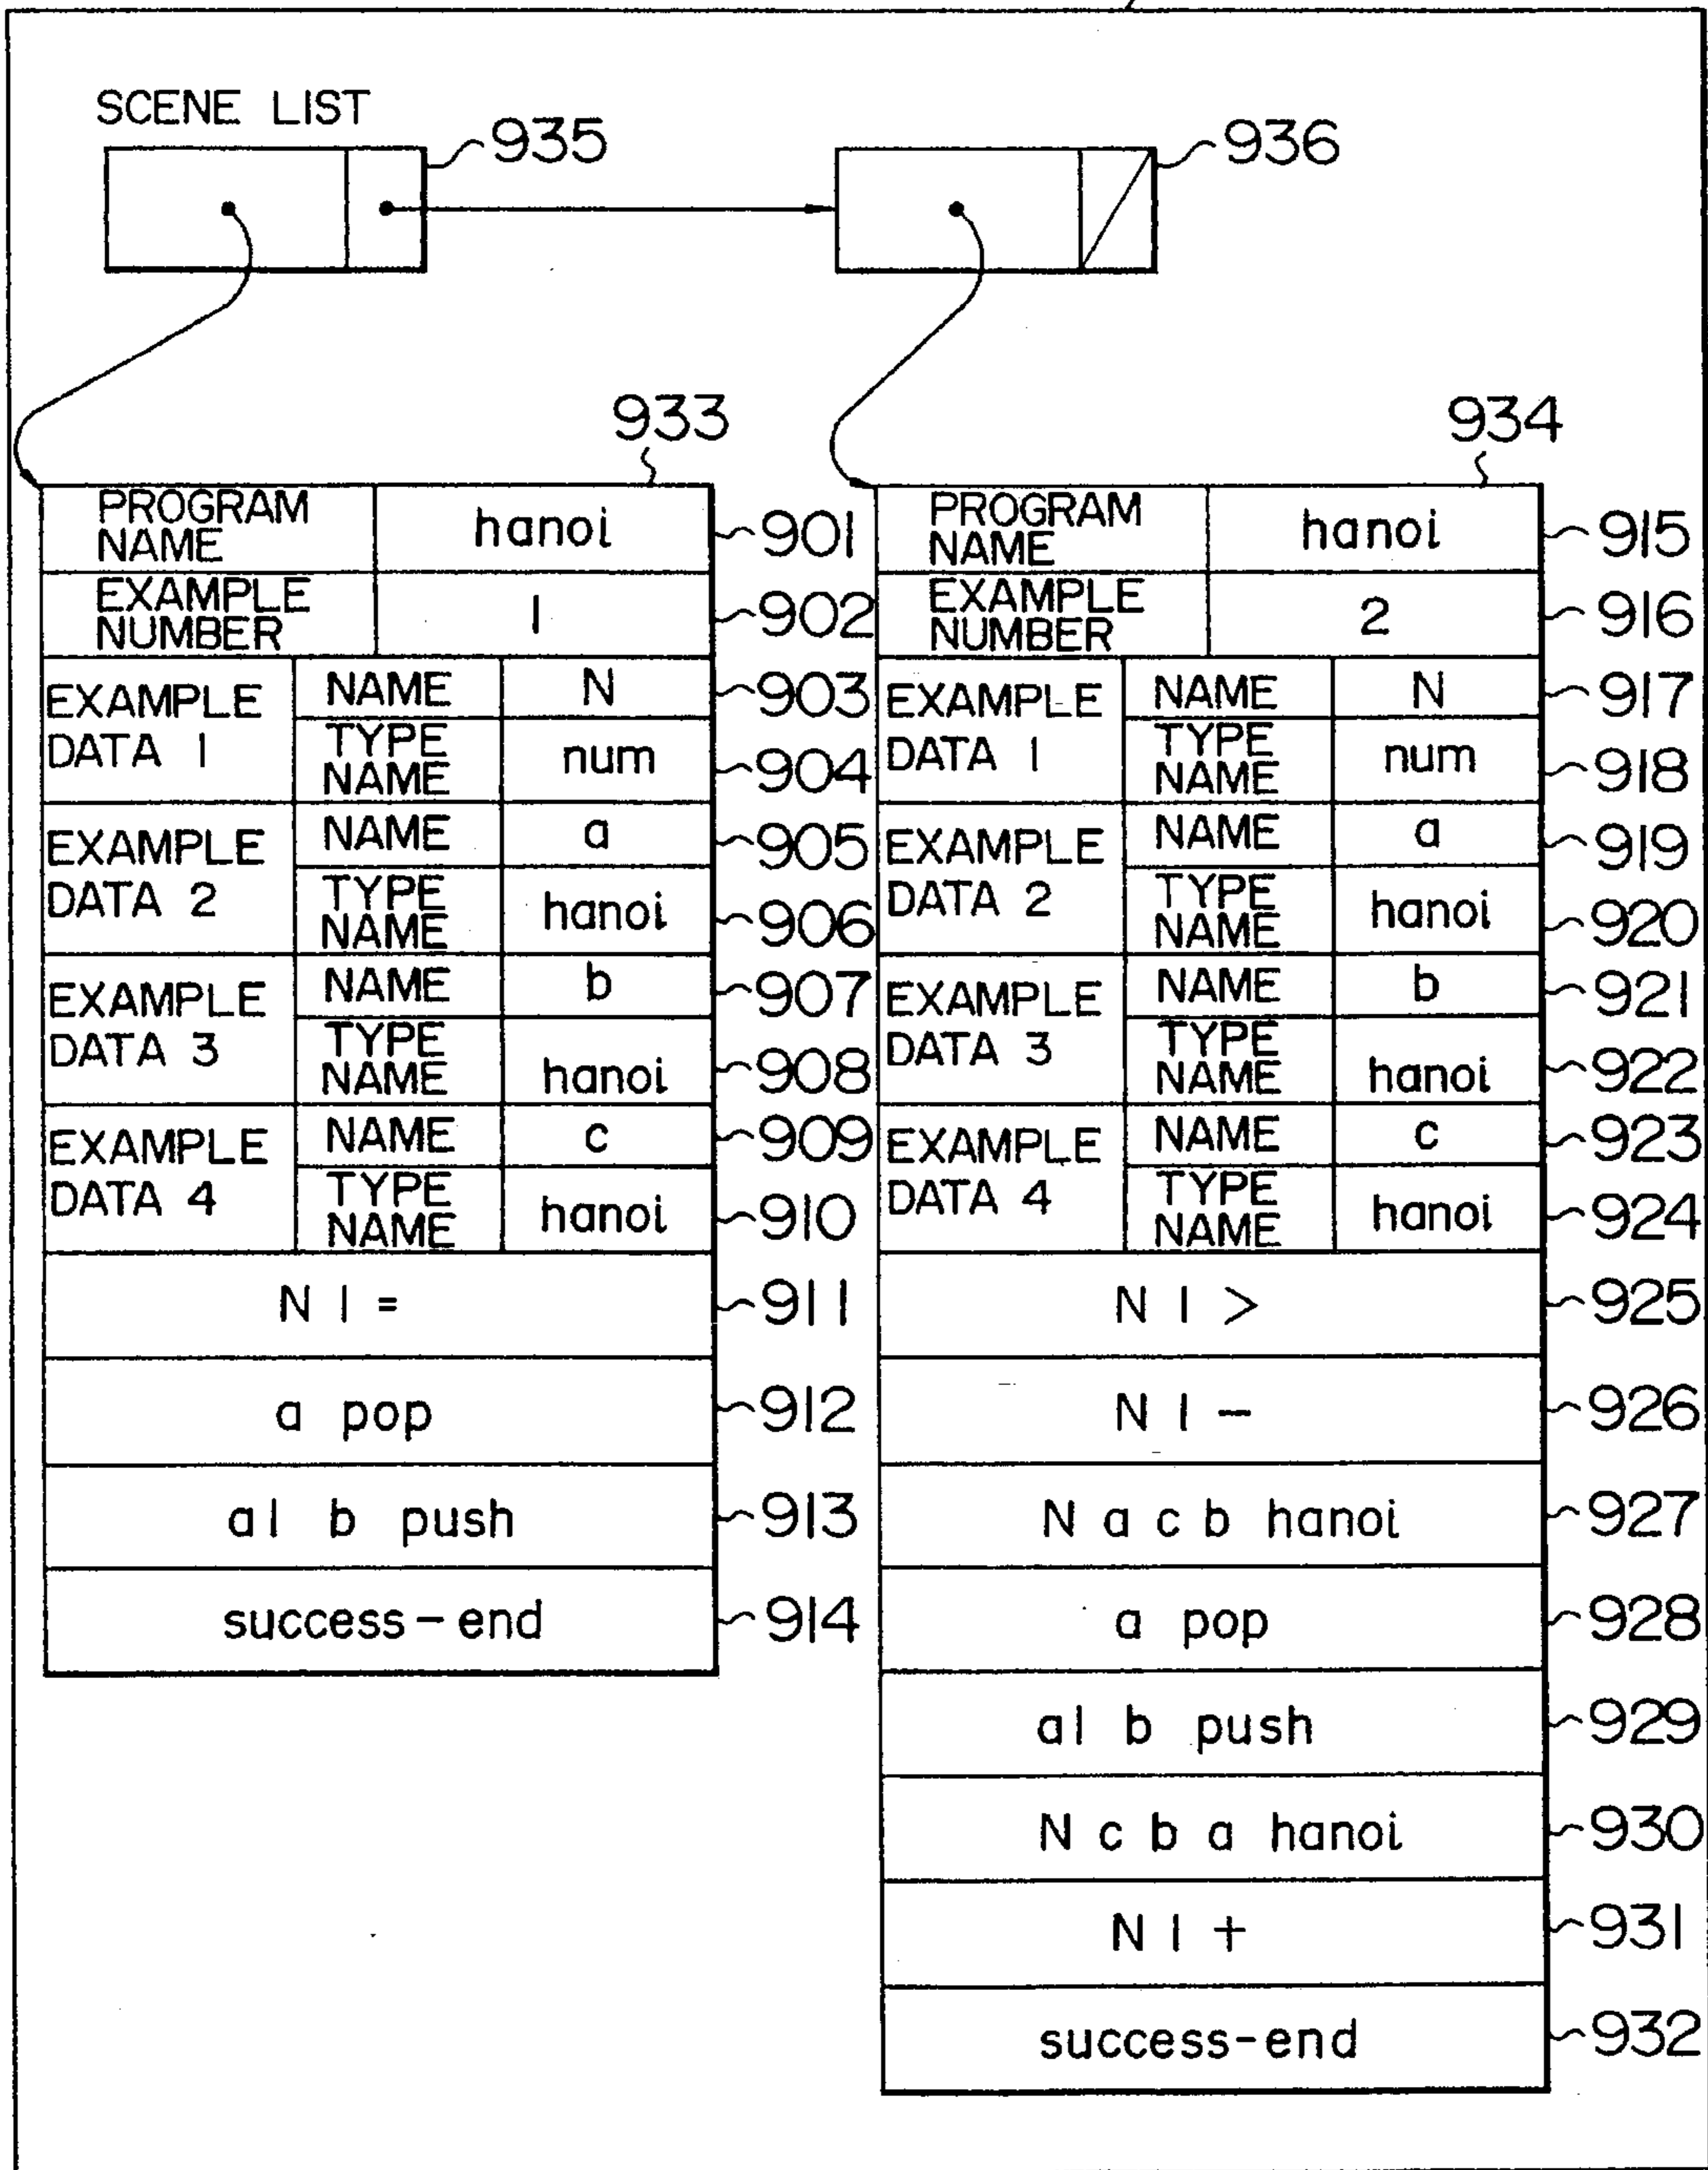 SCENE LIST
935
936
933
PROGRAM NAME hanoi 901
EXAMPLE NUMBER 1 902
EXAMPLE DATA 1 NAME N 903
TYPE NAME num 904
EXAMPLE DATA 2 NAME a 905
TYPE NAME hanoi 906
EXAMPLE DATA 3 NAME b 907
TYPE NAME hanoi 908
EXAMPLE DATA 4 NAME c 909
TYPE NAME hanoi 910
N 1 = 911
a pop 912
a1 b push 913
success-end 914
934
PROGRAM NAME hanoi 915
EXAMPLE NUMBER 2 916
EXAMPLE DATA 1 NAME N 917
TYPE NAME num 918
EXAMPLE DATA 2 NAME a 919
TYPE NAME hanoi 920
EXAMPLE DATA 3 NAME b 921
TYPE NAME hanoi 922
EXAMPLE DATA 4 NAME c 923
TYPE NAME hanoi 924
N 1 > 925
N 1 - 926
N a c b hanoi 927
a pop 928
a1 b push 929
N c b a hanoi 930
N 1 + 931
success-end 932